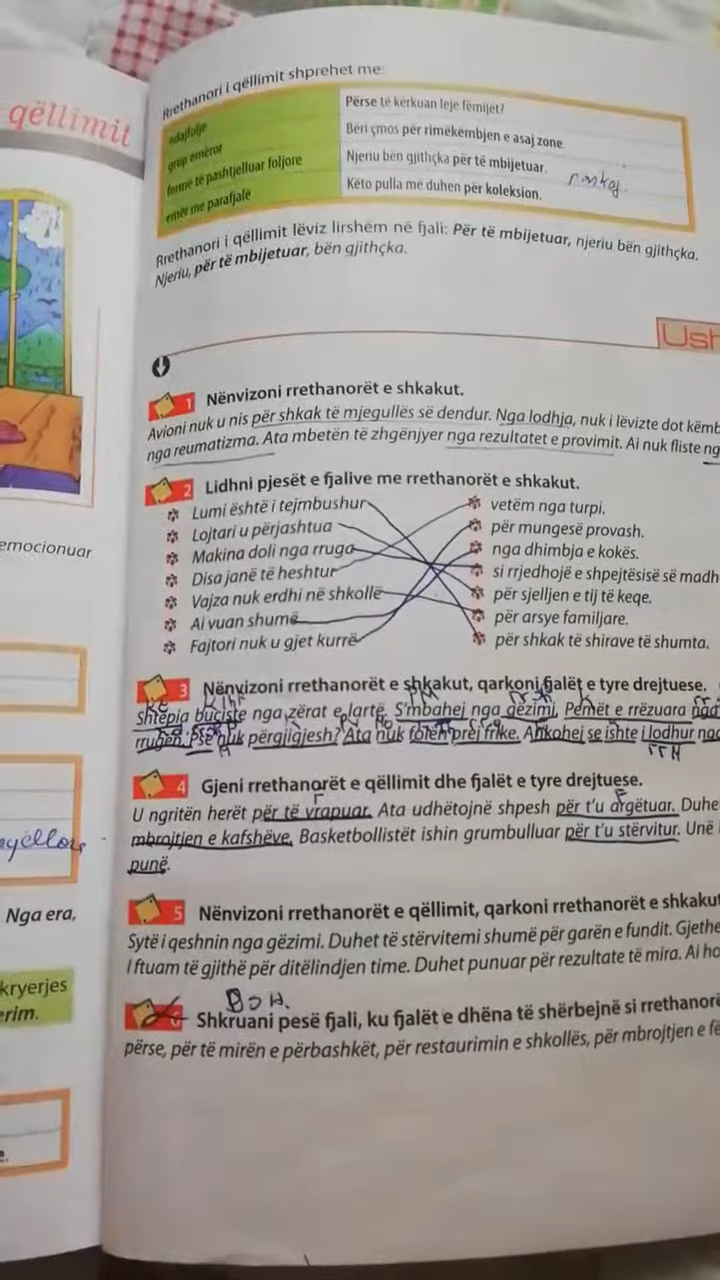 qëllimit
Rrethanori i qëllimit shprehet me:
ndajfolje
Përse të kërkuan leje fëmijët?
grup emëror
Bëri çmos për rimëkëmbjen e asaj zone
formë të pashtjelluar foljore
Njeriu bën gjithçka për të mbijetuar.
emër me parafjalë
Këto pulla me duhen për koleksion.
Rrethanori i qëllimit lëviz lirshëm në fjali: Për të mbijetuar, njeriu bën gjithçka.
Njeriu, për të mbijetuar, bën gjithçka.
Ush
1 Nënvizoni rrethanorët e shkakut.
Avioni nuk u nis për shkak të mjegullës së dendur. Nga lodhja, nuk i lëvizte dot këmb
nga reumatizma. Ata mbetën të zhgënjyer nga rezultatet e provimit. Ai nuk fliste ng
2 Lidhni pjesët e fjalive me rrethanorët e shkakut.
Lumi është i tejmbushur
vetëm nga turpi.
Lojtari u përjashtua
për mungesë provash.
Makina doli nga rruga
nga dhimbja e kokës.
Disa janë të heshtur
si rrjedhojë e shpejtësisë së madh
Vajza nuk erdhi në shkollë
për sjelljen e tij të keqe.
Ai vuan shumë
për arsye familjare.
Fajtori nuk u gjet kurrë
për shkak të shirave të shumta.
3 Nënvizoni rrethanorët e shkakut, qarkoni fjalët e tyre drejtuese.
Shtëpia buciste nga zërat e lartë. S'mbahej nga gëzimi. Pemët e rrëzuara nga
rrugën. Pse nuk përgjigjesh? Ata nuk folën prej frike. Ankohej se ishte i lodhur nga
4 Gjeni rrethanorët e qëllimit dhe fjalët e tyre drejtuese.
U ngritën herët për të vrapuar. Ata udhëtojnë shpesh për t'u argëtuar. Duhe
mbrojtjen e kafshëve. Basketbollistët ishin grumbulluar për t'u stërvitur. Unë
punë.
emocionuar
Nga era,
kryerjes
erim.
5 Nënvizoni rrethanorët e qëllimit, qarkoni rrethanorët e shkakut
Sytë i qeshnin nga gëzimi. Duhet të stërvitemi shumë për garën e fundit. Gjethe
I ftuam të gjithë për ditëlindjen time. Duhet punuar për rezultate të mira. Ai ho
6 Shkruani pesë fjali, ku fjalët e dhëna të shërbejnë si rrethanorë
përse, për të mirën e përbashkët, për restaurimin e shkollës, për mbrojtjen e fë